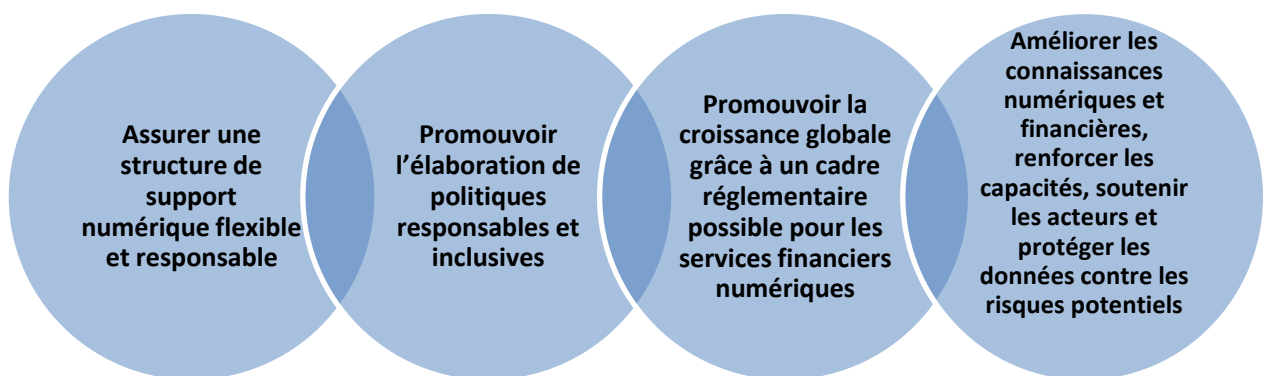 Assurer une
structure de
support
numérique flexible
et responsable
Promouvoir
l’élaboration de
politiques
responsables et
inclusives
Promouvoir la
croissance globale
grâce à un cadre
réglementaire
possible pour les
services financiers
numériques
Améliorer les
connaissances
numériques et
financières,
renforcer les
capacités, soutenir
les acteurs et
protéger les
données contre les
risques potentiels